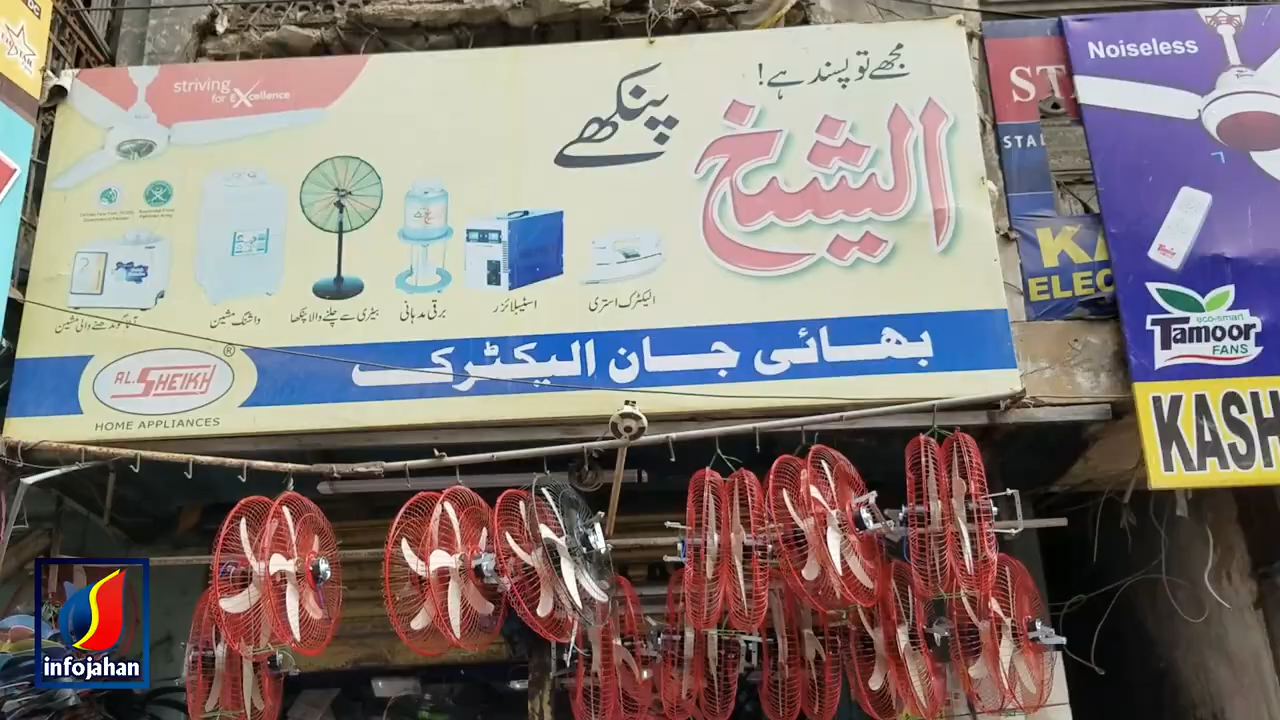 striving
for excellence
مجھے تو پسند ہے!
الشیخ
پنکھے
الیکٹرک استری
اسٹیبلائزر
برقی مدہانی
بیٹری سے چلنے والا پنکھا
واشنگ مشین
آٹا گوندھنے والی مشین
بھائی جان الیکٹرک
AL.SHEIKH®
HOME APPLIANCES
Noiseless
eco-smart
Tamoor
FANS
KASH
ST
STAL
KA
ELEC
infojahan